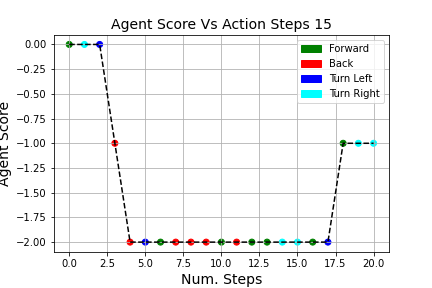 Agent Score Vs Action Steps 15
Agent Score
0.00
−0.25
−0.50
−0.75
−1.00
−1.25
−1.50
−1.75
−2.00
Forward
Back
Turn Left
Turn Right
0.0 2.5 5.0 7.5 10.0 12.5 15.0 17.5 20.0
Num. Steps